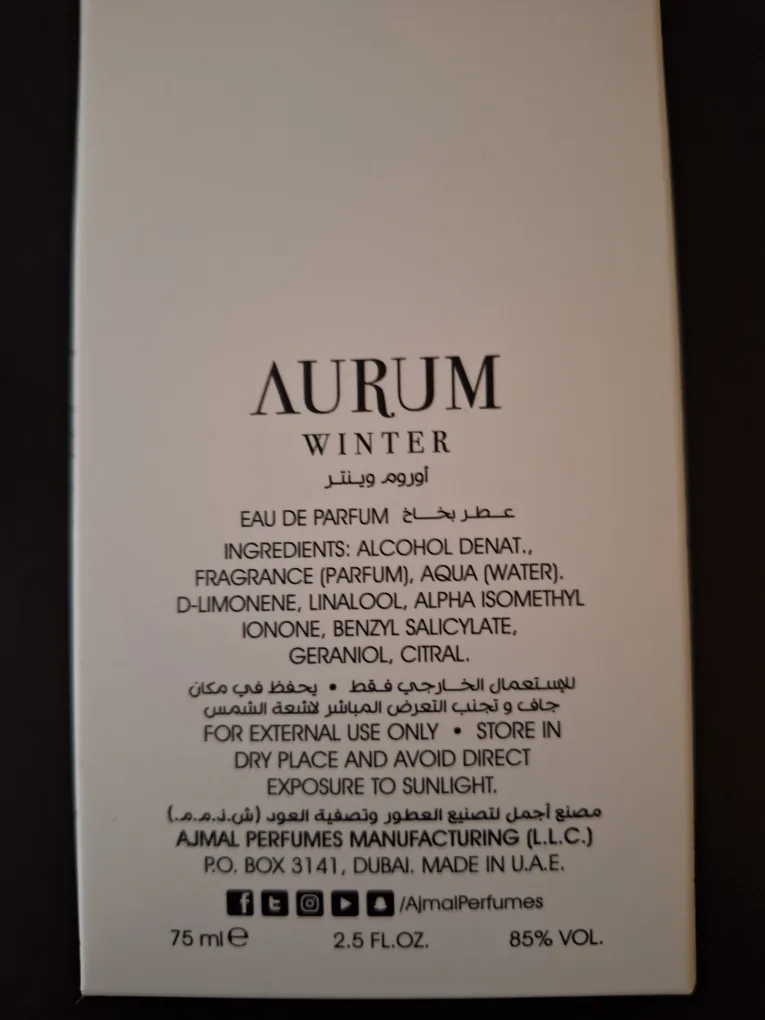 AURUM
WINTER
أوروم وينتر
EAU DE PARFUM عطر بخاخ
INGREDIENTS: ALCOHOL DENAT.,
FRAGRANCE (PARFUM), AQUA (WATER).
D-LIMONENE, LINALOOL, ALPHA ISOMETHYL
IONONE, BENZYL SALICYLATE,
GERANIOL, CITRAL.
للإستعمال الخارجي فقط • يحفظ في مكان
جاف و تجنب التعرض المباشر لاشعة الشمس
FOR EXTERNAL USE ONLY • STORE IN
DRY PLACE AND AVOID DIRECT
EXPOSURE TO SUNLIGHT.
مصنع أجمل لتصنيع العطور وتصفية العود (ش.ذ.م.م.)
AJMAL PERFUMES MANUFACTURING (L.L.C.)
P.O. BOX 3141, DUBAI. MADE IN U.A.E.
/AjmalPerfumes
75 ml ℮ 2.5 FL.OZ. 85% VOL.